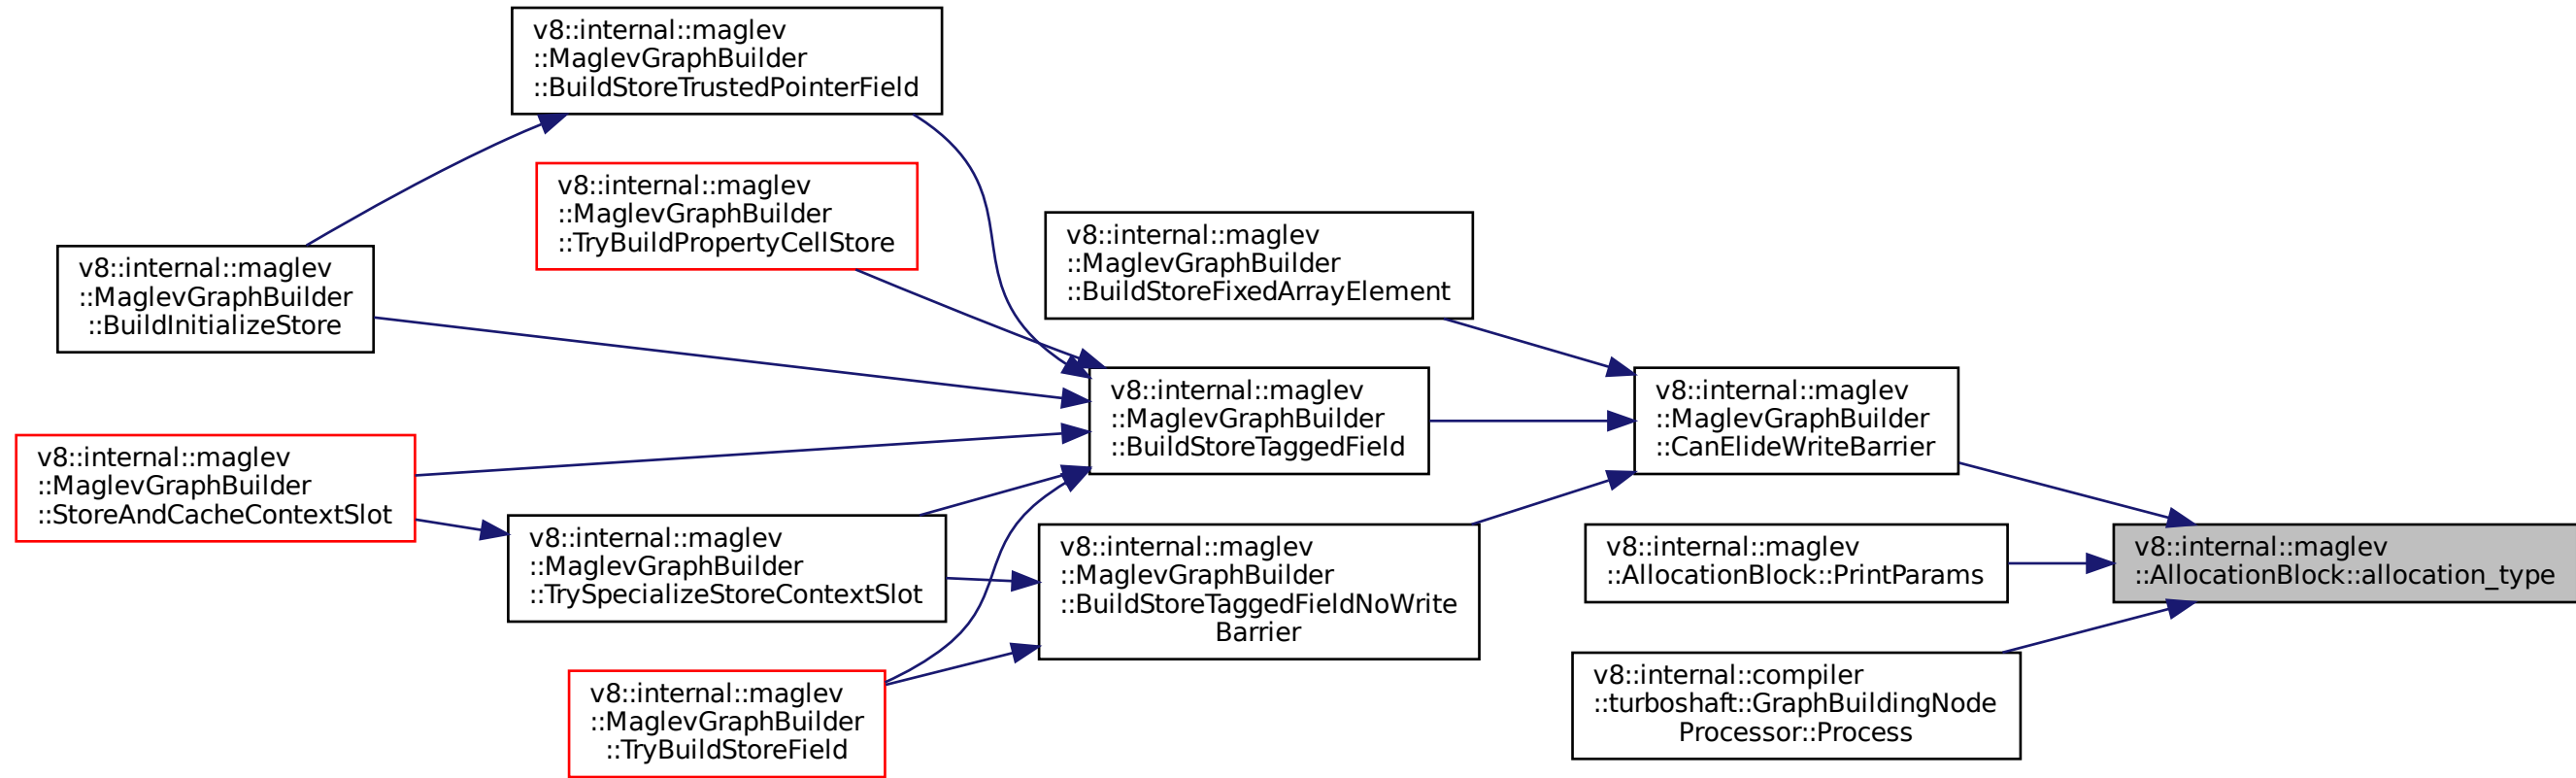 v8::internal::maglev
::MaglevGraphBuilder
::BuildStoreTrustedPointerField
v8::internal::maglev
::MaglevGraphBuilder
::TryBuildPropertyCellStore
v8::internal::maglev
::MaglevGraphBuilder
::BuildStoreFixedArrayElement
v8::internal::maglev
::MaglevGraphBuilder
::BuildInitializeStore
v8::internal::maglev
::MaglevGraphBuilder
::BuildStoreTaggedField
v8::internal::maglev
::MaglevGraphBuilder
::CanElideWriteBarrier
v8::internal::maglev
::MaglevGraphBuilder
::StoreAndCacheContextSlot
v8::internal::maglev
::MaglevGraphBuilder
::TrySpecializeStoreContextSlot
v8::internal::maglev
::MaglevGraphBuilder
::BuildStoreTaggedFieldNoWrite
Barrier
v8::internal::maglev
::AllocationBlock::PrintParams
v8::internal::maglev
::AllocationBlock::allocation_type
v8::internal::maglev
::MaglevGraphBuilder
::TryBuildStoreField
v8::internal::compiler
::turboshaft::GraphBuildingNode
Processor::Process